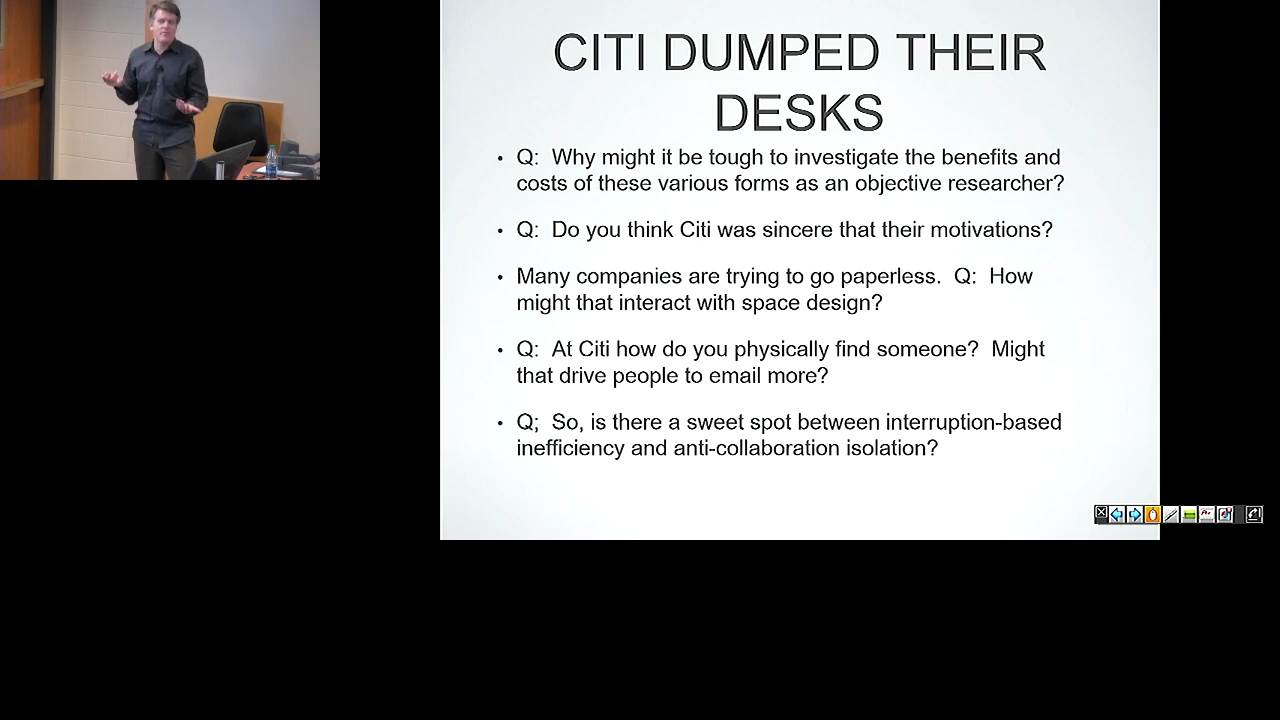 CITI DUMPED THEIR
DESKS
• Q: Why might it be tough to investigate the benefits and
costs of these various forms as an objective researcher?
• Q: Do you think Citi was sincere that their motivations?
• Many companies are trying to go paperless. Q: How
might that interact with space design?
• Q: At Citi how do you physically find someone? Might
that drive people to email more?
• Q; So, is there a sweet spot between interruption-based
inefficiency and anti-collaboration isolation?